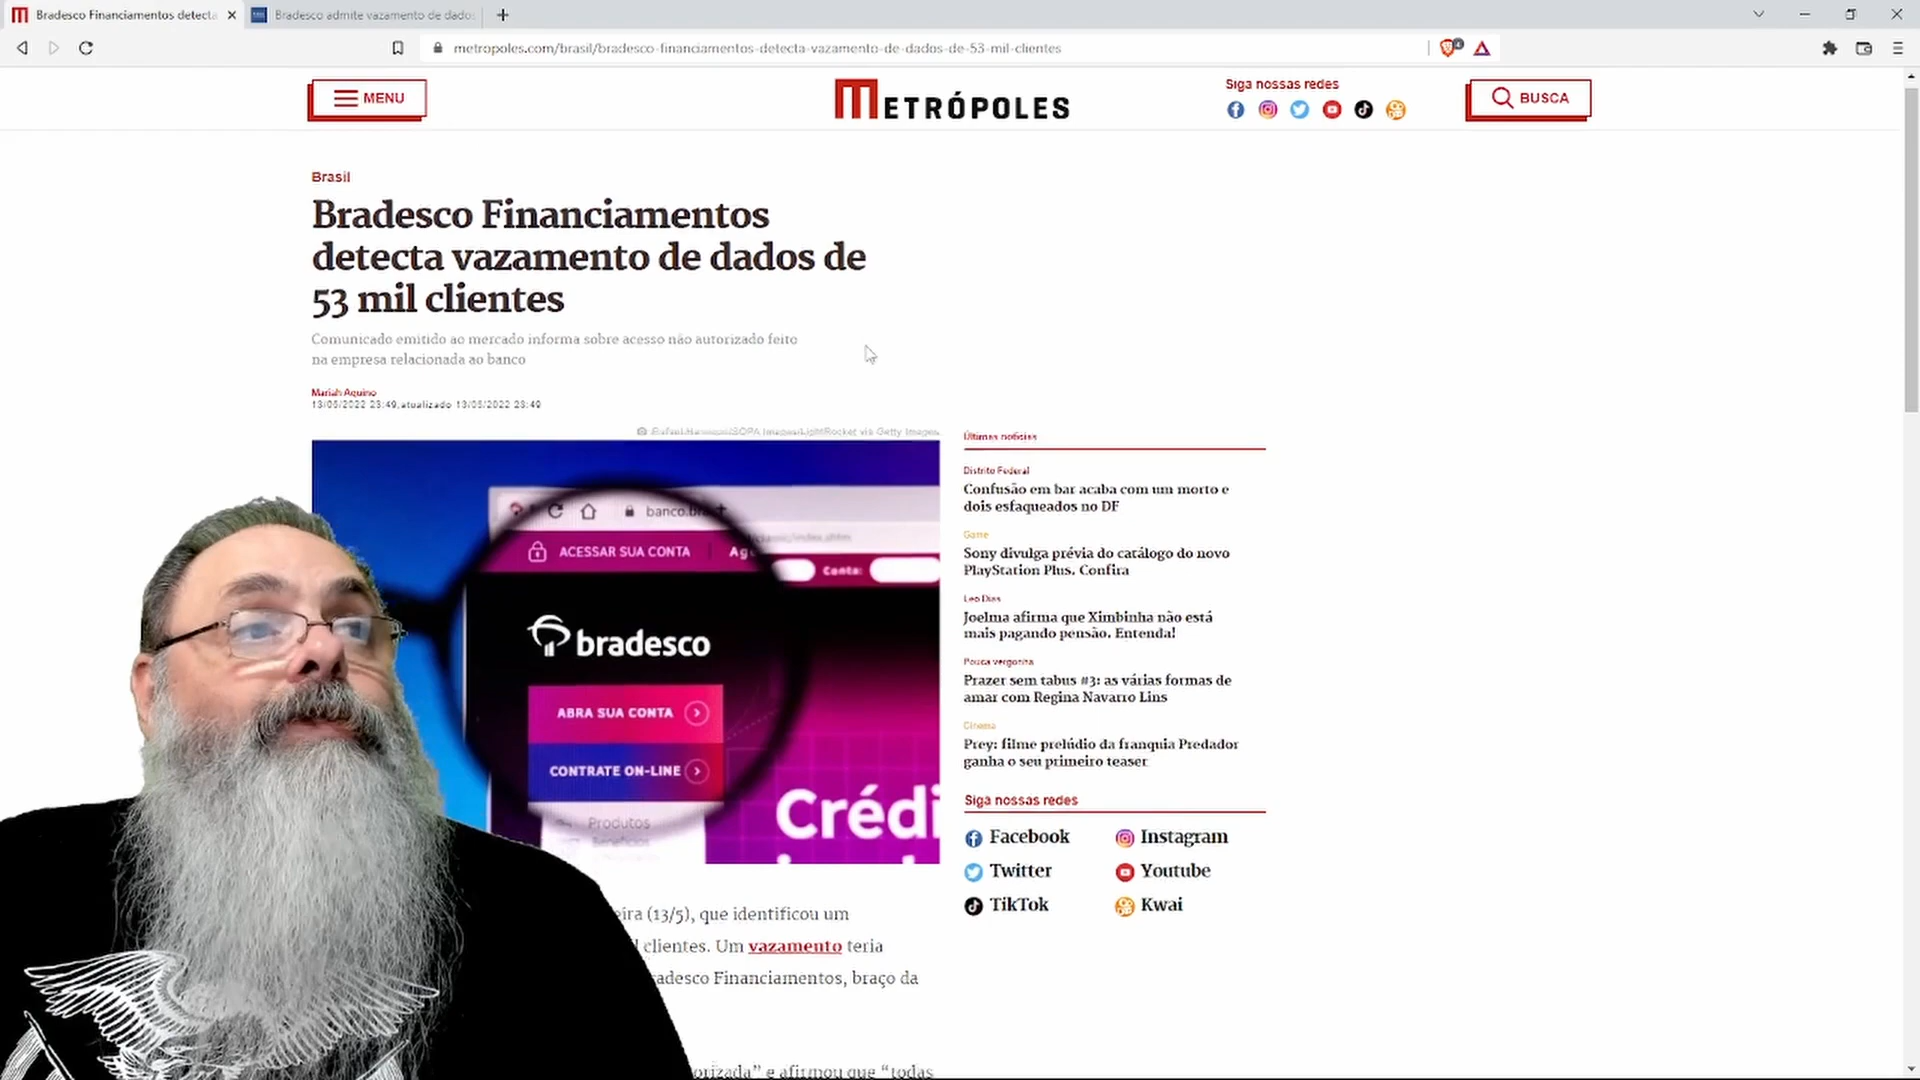 Bradesco Financiamentos detecta
Bradesco admite vazamento de dados
metropoles.com/brasil/bradesco-financiamentos-detecta-vazamento-de-dados-de-53-mil-clientes
MENU
METRÓPOLES
Siga nossas redes
BUSCA
Brasil
Bradesco Financiamentos
detecta vazamento de dados de
53 mil clientes
Comunicado emitido ao mercado informa sobre acesso não autorizado feito
na empresa relacionada ao banco
Mariah Aquino
13/05/2022 23:49, atualizado 13/05/2022 23:49
SOPA Images/LightRocket via Getty Images
banco.br
ACESSAR SUA CONTA
Ag
Conta:
bradesco
ABRA SUA CONTA
CONTRATE ON-LINE
Produtos
Benefícios
Crédi
eira (13/5), que identificou um
l clientes. Um vazamento teria
adesco Financiamentos, braço da
orizada” e afirmou que “todas
Últimas notícias
Distrito Federal
Confusão em bar acaba com um morto e
dois esfaqueados no DF
Game
Sony divulga prévia do catálogo do novo
PlayStation Plus. Confira
Leo Dias
Joelma afirma que Ximbinha não está
mais pagando pensão. Entenda!
Pouca vergonha
Prazer sem tabus #3: as várias formas de
amar com Regina Navarro Lins
Cinema
Prey: filme prelúdio da franquia Predador
ganha o seu primeiro teaser
Siga nossas redes
Facebook
Instagram
Twitter
Youtube
TikTok
Kwai